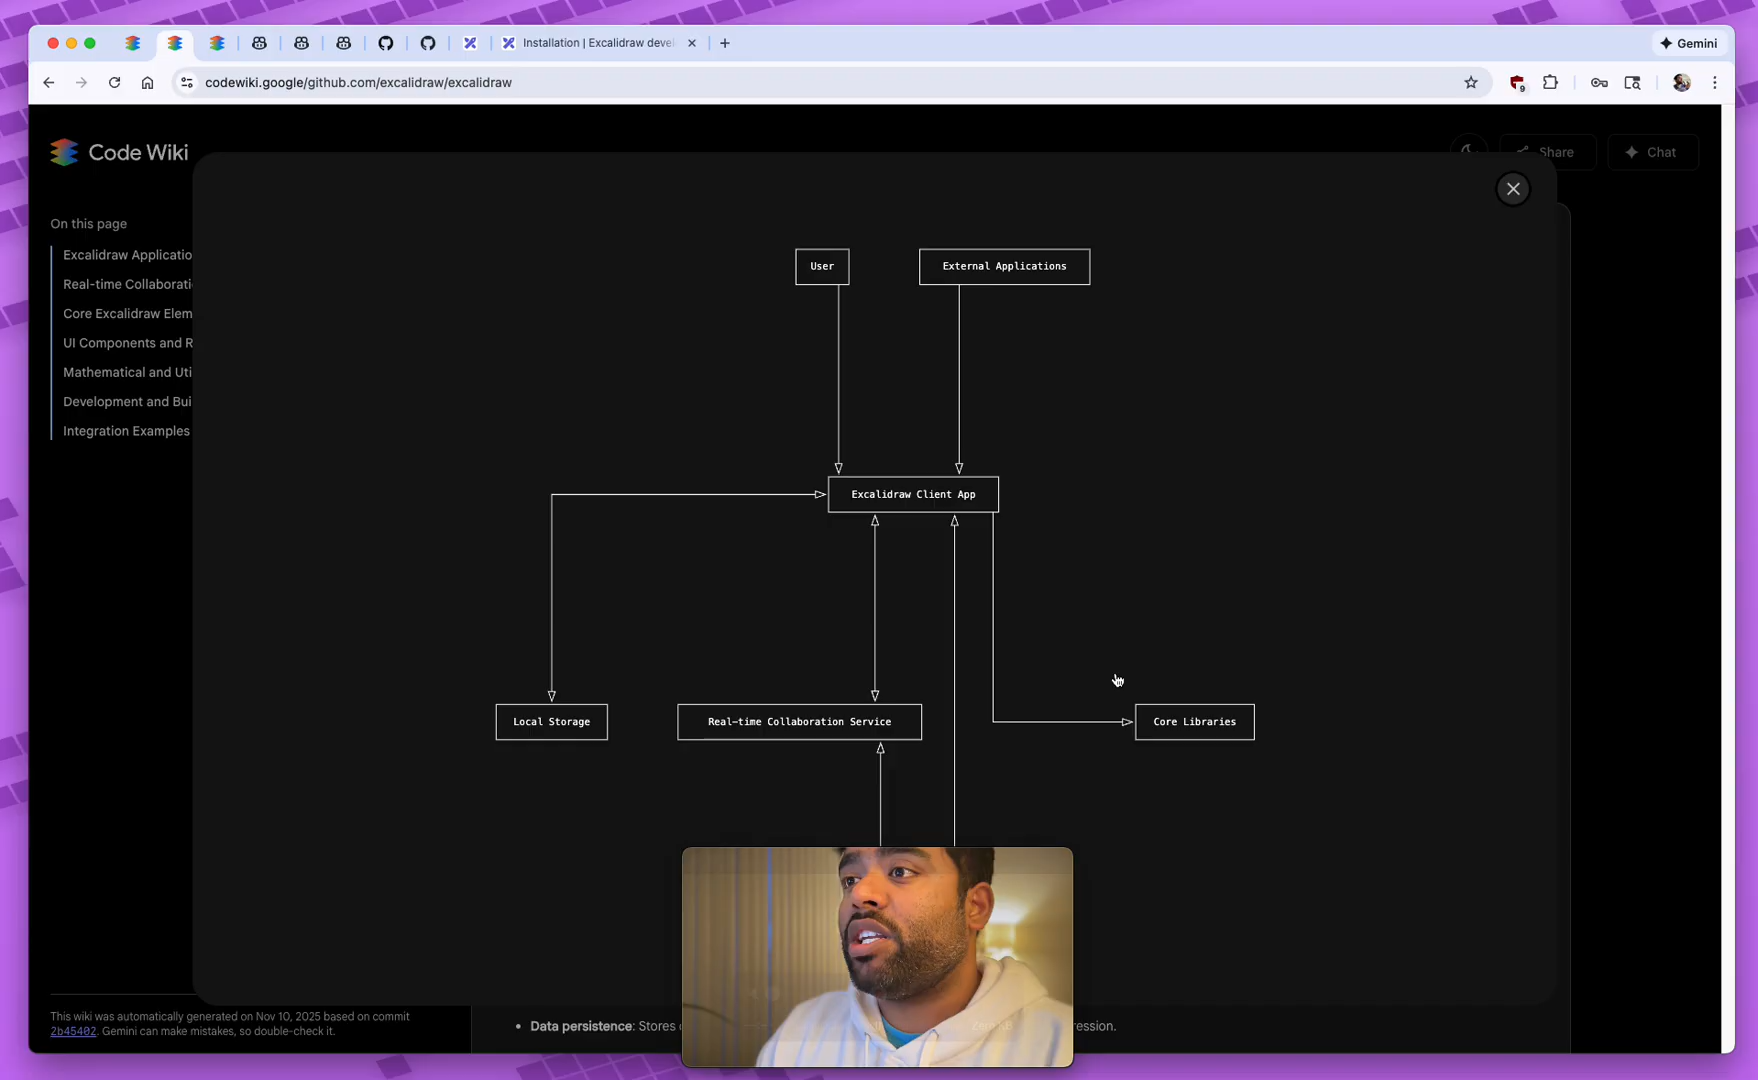 Installation | Excalidraw deve
Gemini
codewiki.google/github.com/excalidraw/excalidraw
9
Code Wiki
Share
Chat
On this page
Excalidraw Applicatio
Real-time Collaborati
Core Excalidraw Elem
UI Components and R
Mathematical and Uti
Development and Bui
Integration Examples
User
External Applications
Excalidraw Client App
Local Storage
Real-time Collaboration Service
Core Libraries
This wiki was automatically generated on Nov 10, 2025 based on commit
2b45402. Gemini can make mistakes, so double-check it.
• Data persistence: Stores
ression.